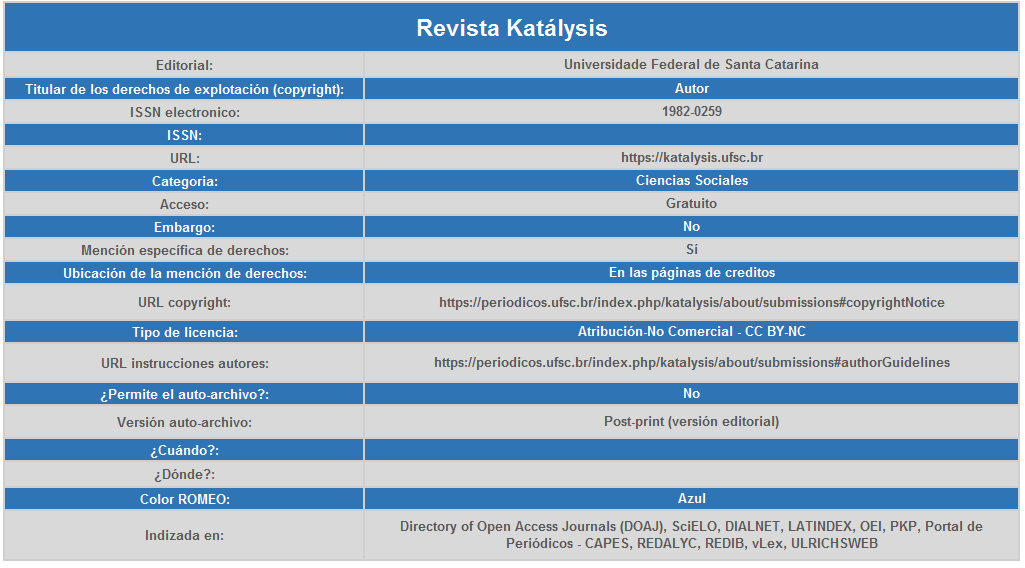 Revista Katálysis
Editorial: Universidade Federal de Santa Catarina
Titular de los derechos de explotación (copyright): Autor
ISSN electronico: 1982-0259
ISSN:
URL: https://katalysis.ufsc.br
Categoria: Ciencias Sociales
Acceso: Gratuito
Embargo: No
Mención específica de derechos: Sí
Ubicación de la mención de derechos: En las páginas de creditos
URL copyright: https://periodicos.ufsc.br/index.php/katalysis/about/submissions#copyrightNotice
Tipo de licencia: Atribución-No Comercial - CC BY-NC
URL instrucciones autores: https://periodicos.ufsc.br/index.php/katalysis/about/submissions#authorGuidelines
¿Permite el auto-archivo?: No
Versión auto-archivo: Post-print (versión editorial)
¿Cuándo?:
¿Dónde?:
Color ROMEO: Azul
Indizada en: Directory of Open Access Journals (DOAJ), SciELO, DIALNET, LATINDEX, OEI, PKP, Portal de
Periódicos - CAPES, REDALYC, REDIB, vLex, ULRICHSWEB